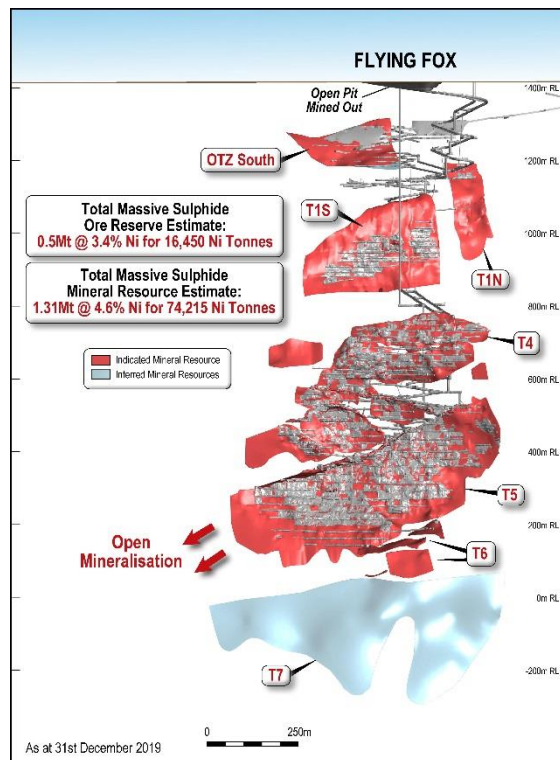 FLYING FOX
Open Pit
Mined Out
1400m RL
OTZ South
1200m RL
T1S
Total Massive Sulphide
Ore Reserve Estimate:
0.5Mt @ 3.4% Ni for 16,450 Ni Tonnes
1000m RL
T1N
Total Massive Sulphide
Mineral Resource Estimate:
1.31Mt @ 4.6% Ni for 74,215 Ni Tonnes
800m RL
T4
Indicated Mineral Resource
Inferred Mineral Resources
600m RL
400m RL
T5
200m RL
Open
Mineralisation
T6
0m RL
T7
-200m RL
0 250m
As at 31st December 2019